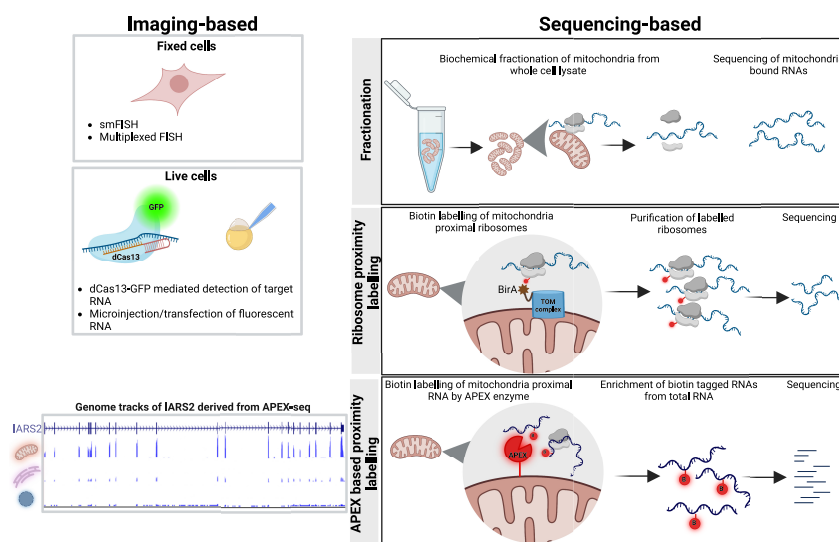 Imaging-based
Fixed cells
smFISH
Multiplexed FISH
Live cells
GFP
dCas13
dCas13-GFP mediated detection of target
RNA
Microinjection/transfection of fluorescent
RNA
Genome tracks of IARS2 derived from APEX-seq
IARS2
Sequencing-based
Fractionation
Biochemical fractionation of mitochondria from
whole cell lysate
Sequencing of mitochondria
bound RNAs
Ribosome proximity
labelling
Biotin labelling of mitochondria
proximal ribosomes
Purification of labelled
ribosomes
Sequencing
BirA
TOM
complex
APEX based proximity
labelling
Biotin labelling of mitochondria proximal
RNA by APEX enzyme
Enrichment of biotin tagged RNAs
from total RNA
Sequencing
APEX
B
B
B